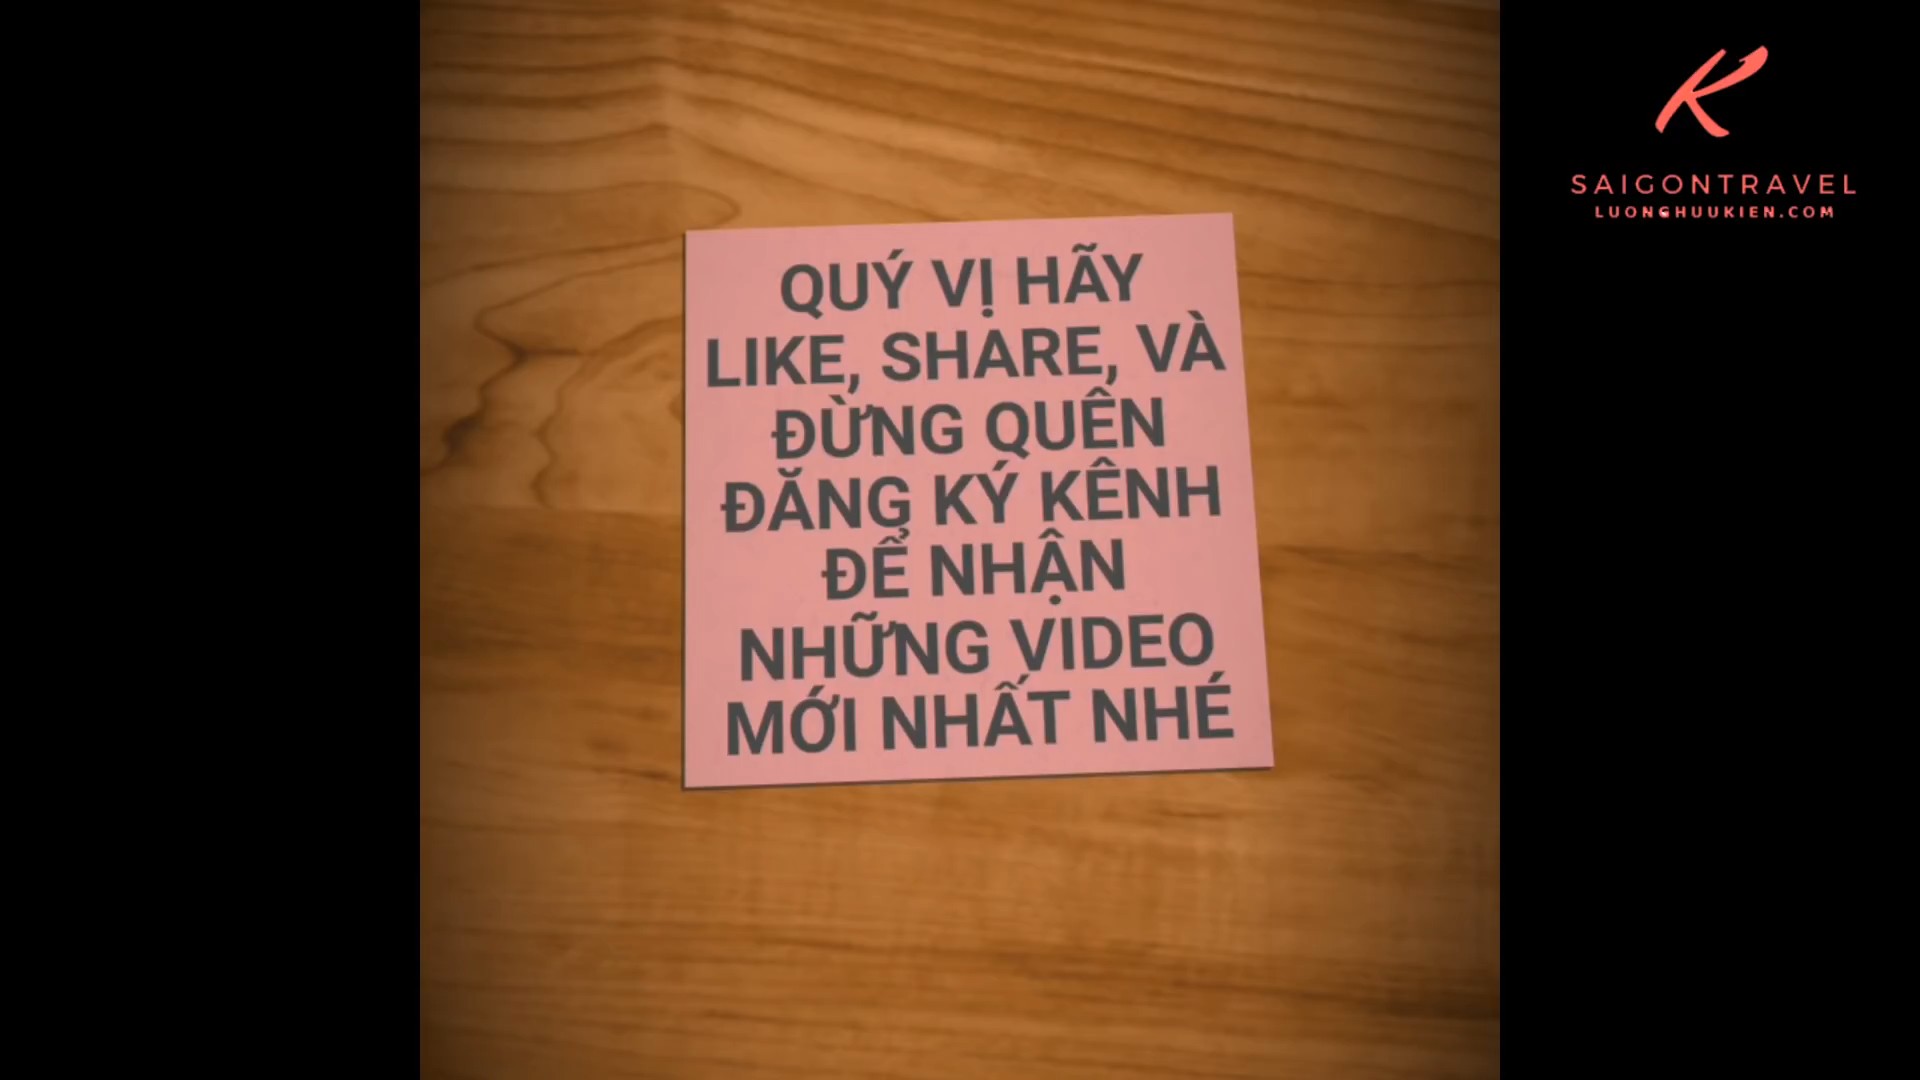 QUÝ VỊ HÃY
LIKE, SHARE, VÀ
ĐỪNG QUÊN
ĐĂNG KÝ KÊNH
ĐỂ NHẬN
NHỮNG VIDEO
MỚI NHẤT NHÉ
K
SAIGONTRAVEL
LUONGHUUKIEN.COM